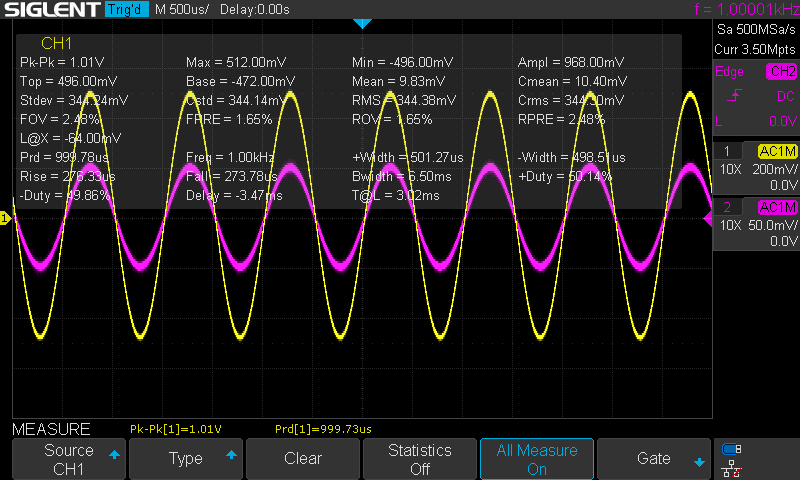 SIGLENT Trig'd M 500us/ Delay:0.00s f = 1.00001kHz
Sa 500MSa/s
Curr 3.50Mpts
CH1
Pk-Pk = 1.01V Max = 512.00mV Min = -496.00mV Ampl = 968.00mV
Top = 496.00mV Base = -472.00mV Mean = 9.83mV Cmean = 10.40mV
Stdev = 344.24mV Cstd = 344.14mV RMS = 344.38mV Crms = 344.30mV
FOV = 2.48% FPRE = 1.65% ROV = 1.65% RPRE = 2.48%
L@X = -64.00mV
Prd = 999.78us Freq = 1.00kHz +Width = 501.27us -Width = 498.51us
Rise = 276.33us Fall = 273.78us Bwidth = 6.50ms +Duty = 50.14%
-Duty = 49.86% Delay = -3.47ms T@L = 3.02ms
Edge CH2
DC
L 0.0V
1 AC1M
10X 200mV/
0.0V
2 AC1M
10X 50.0mV/
0.0V
1
MEASURE Pk-Pk[1]=1.01V Prd[1]=999.73us
Source
CH1
Type
Clear
Statistics
Off
All Measure
On
Gate